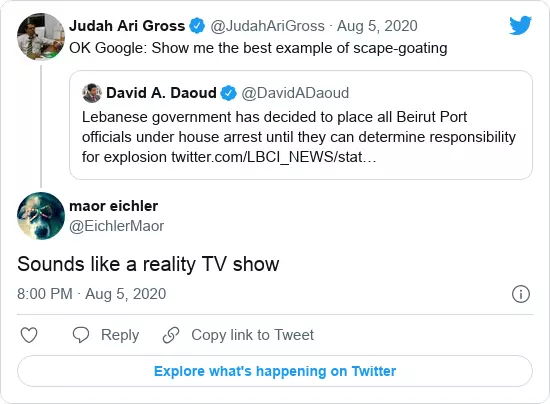 Judah Ari Gross @JudahAriGross · Aug 5, 2020
OK Google: Show me the best example of scape-goating
David A. Daoud @DavidADaoud
Lebanese government has decided to place all Beirut Port
officials under house arrest until they can determine responsibility
for explosion twitter.com/LBCI_NEWS/stat…
maor eichler
@EichlerMaor
Sounds like a reality TV show
8:00 PM · Aug 5, 2020
Reply Copy link to Tweet
Explore what's happening on Twitter